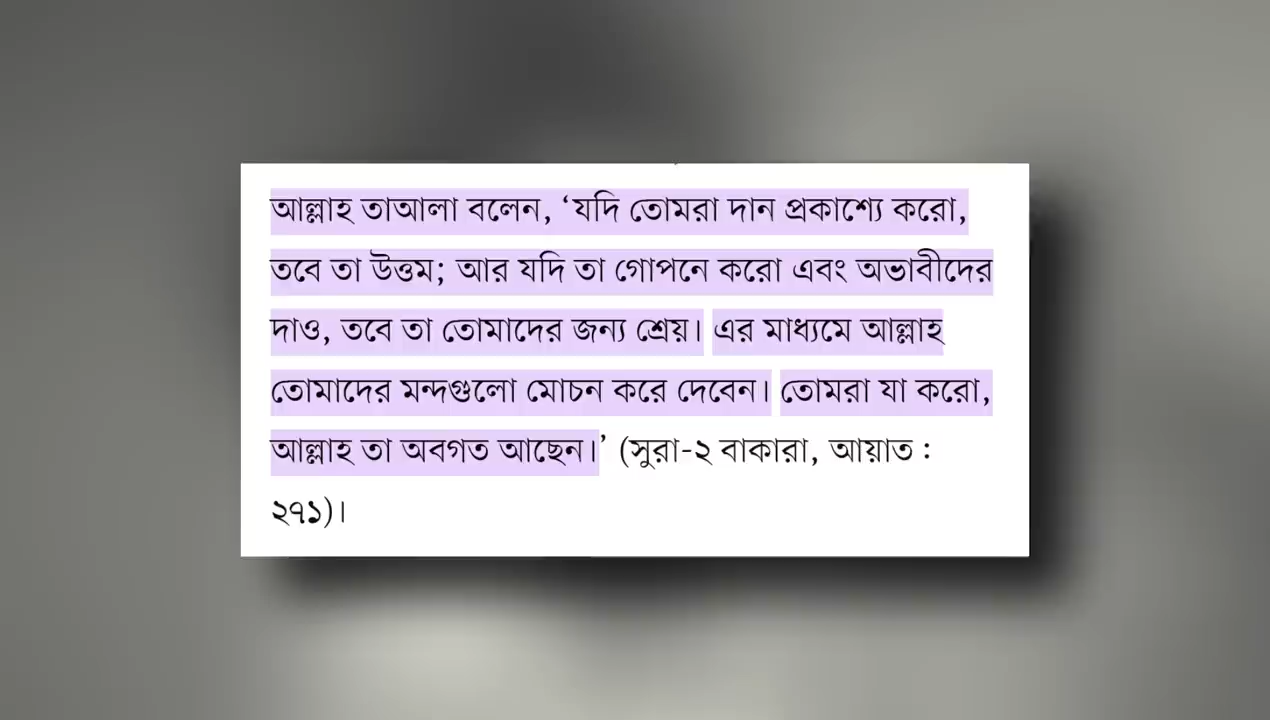 আল্লাহ তাআলা বলেন, ‘যদি তোমরা দান প্রকাশ্যে করো,
তবে তা উত্তম; আর যদি তা গোপনে করো এবং অভাবীদের
দাও, তবে তা তোমাদের জন্য শ্রেয়। এর মাধ্যমে আল্লাহ
তোমাদের মন্দগুলো মোচন করে দেবেন। তোমরা যা করো,
আল্লাহ তা অবগত আছেন।’ (সুরা-২ বাকারা, আয়াত :
২৭১)।